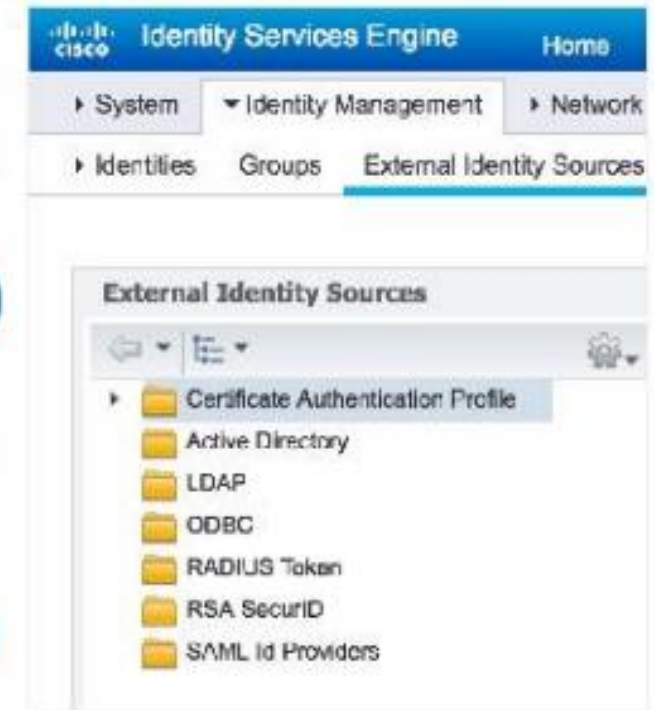 cisco Identity Services Engine Home
System Identity Management Network
Identities Groups External Identity Sources
External Identity Sources
Certificate Authentication Profile
Active Directory
LDAP
ODBC
RADIUS Token
RSA SecurID
SAML Id Providers